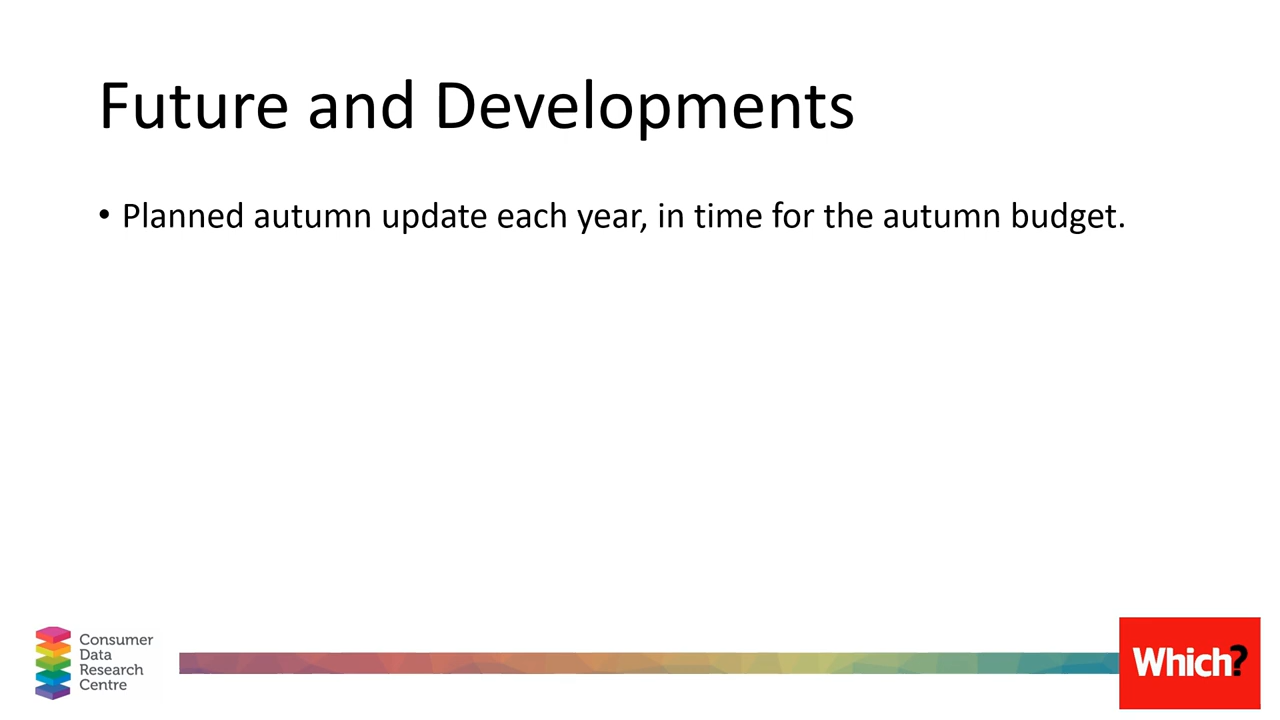 Future and Developments
• Planned autumn update each year, in time for the autumn budget.
Consumer
Data
Research
Centre
Which?